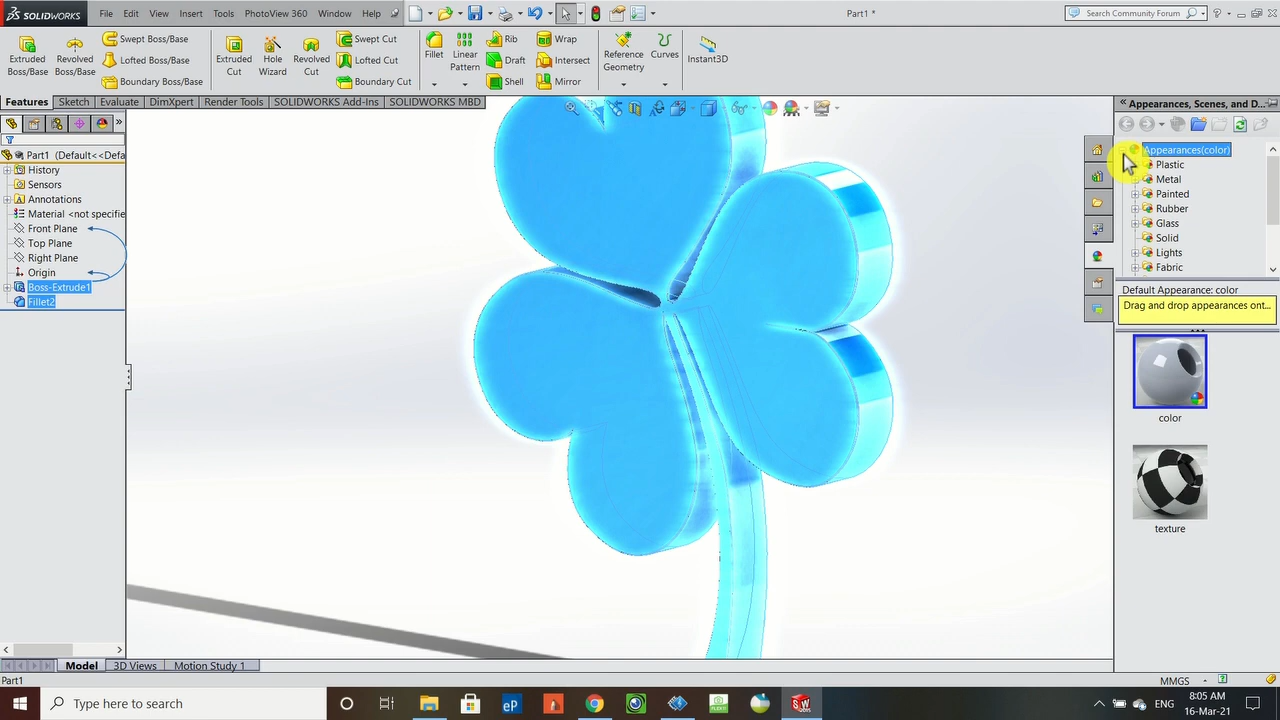 SOLIDWORKS File Edit View Insert Tools PhotoView 360 Window Help Part1 * Search Community Forum
Extruded Boss/Base
Revolved Boss/Base
Swept Boss/Base
Lofted Boss/Base
Boundary Boss/Base
Extruded Cut
Hole Wizard
Revolved Cut
Swept Cut
Lofted Cut
Boundary Cut
Fillet
Linear Pattern
Rib
Draft
Shell
Wrap
Intersect
Mirror
Reference Geometry
Curves
Instant3D
Features Sketch Evaluate DimXpert Render Tools SOLIDWORKS Add-Ins SOLIDWORKS MBD
Part1 (Default<<Defa
History
Sensors
Annotations
Material <not specifie
Front Plane
Top Plane
Right Plane
Origin
Boss-Extrude1
Fillet2
Appearances, Scenes, and D...
Appearances(color)
Plastic
Metal
Painted
Rubber
Glass
Solid
Lights
Fabric
Default Appearance: color
Drag and drop appearances ont...
color
texture
Model 3D Views Motion Study 1
Part1 MMGS
Type here to search
ENG
8:05 AM
16-Mar-21